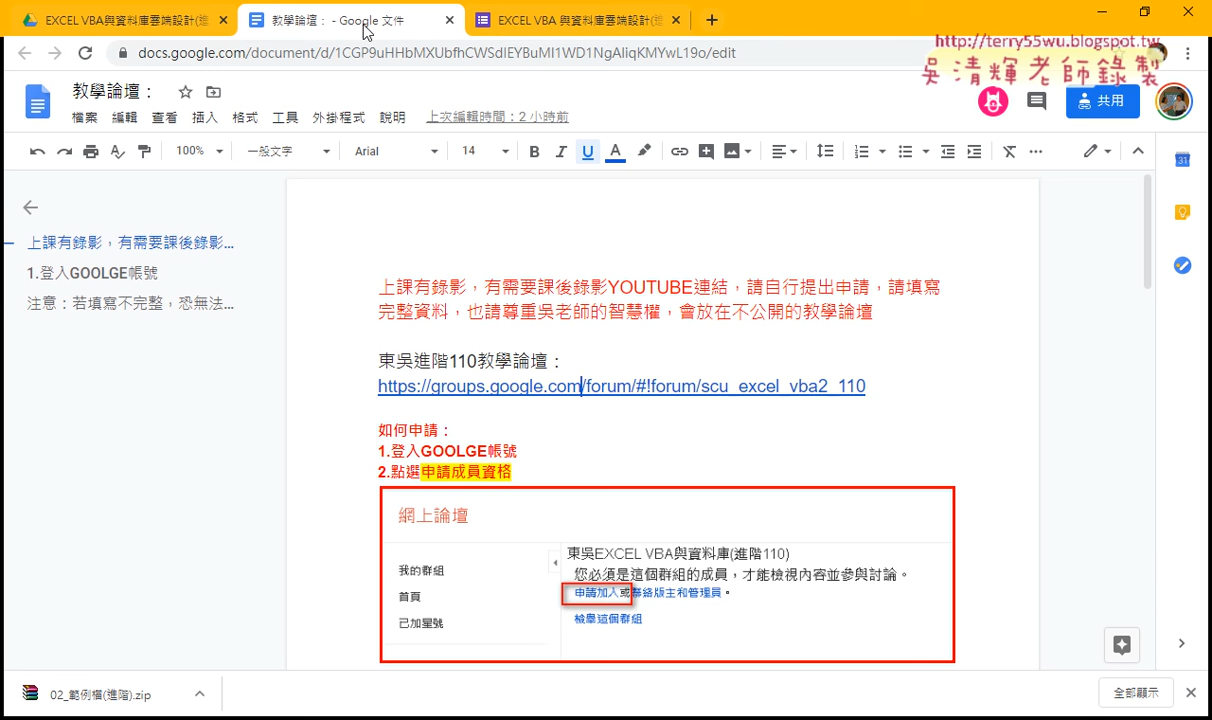 EXCEL VBA與資料庫雲端設計(進
教學論壇： - Google 文件
EXCEL VBA 與資料庫雲端設計(進
docs.google.com/document/d/1CGP9uHHbMXUbfhCWSdIEYBuMI1WD1NgAliqKMYwL19o/edit
http://terry55wu.blogspot.tw
吳清輝老師錄製
教學論壇：
共用
檔案 編輯 查看 插入 格式 工具 外掛程式 說明 上次編輯時間：2 小時前
100% 一般文字 Arial 14 B I U A
上課有錄影，有需要課後錄影...
1.登入GOOLGE帳號
注意：若填寫不完整，恐無法...
上課有錄影，有需要課後錄影YOUTUBE連結，請自行提出申請，請填寫
完整資料，也請尊重吳老師的智慧權，會放在不公開的教學論壇
東吳進階110教學論壇：
https://groups.google.com/forum/#!forum/scu_excel_vba2_110
如何申請：
1.登入GOOLGE帳號
2.點選申請成員資格
網上論壇
我的群組
首頁
已加星號
東吳EXCEL VBA與資料庫(進階110)
您必須是這個群組的成員，才能檢視內容並參與討論。
申請加入或聯絡版主和管理員。
檢舉這個群組
02_範例檔(進階).zip
全部顯示